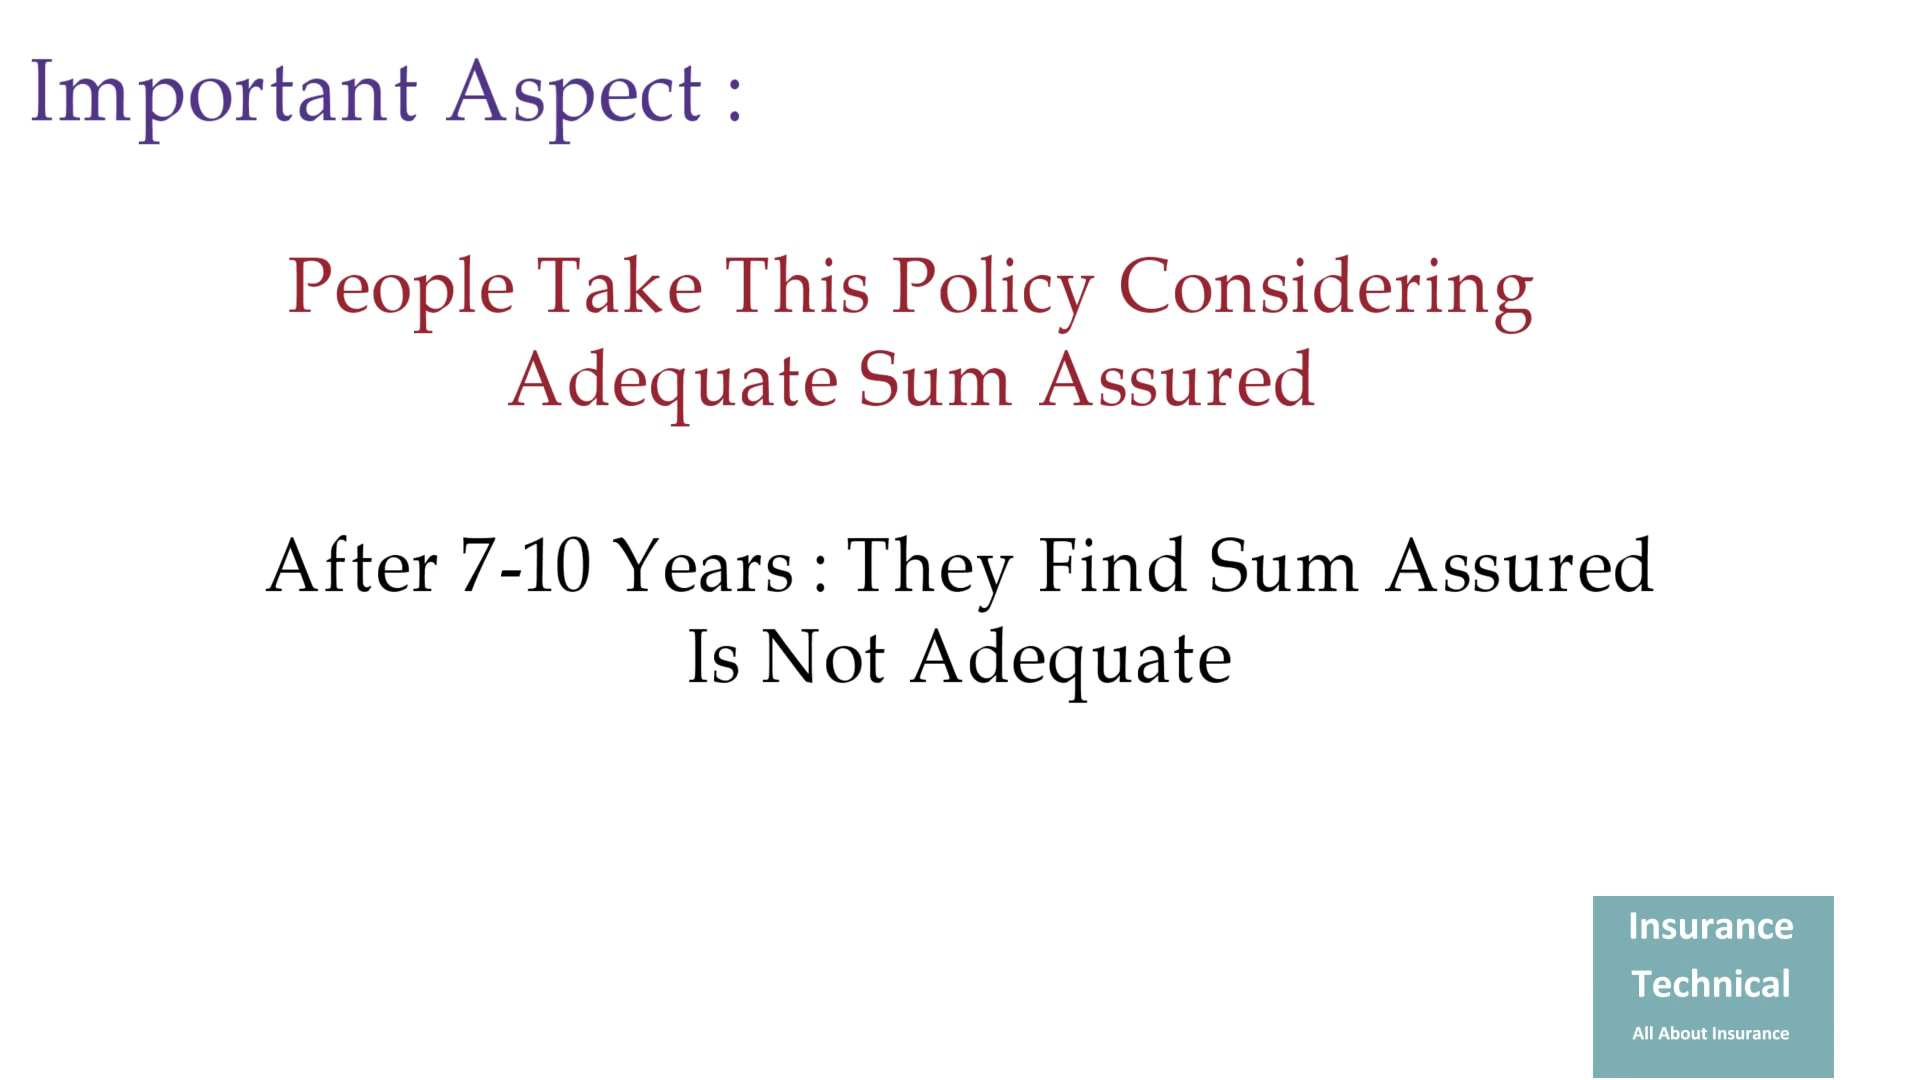 Important Aspect :
People Take This Policy Considering
Adequate Sum Assured
After 7-10 Years : They Find Sum Assured
Is Not Adequate
Insurance
Technical
All About Insurance